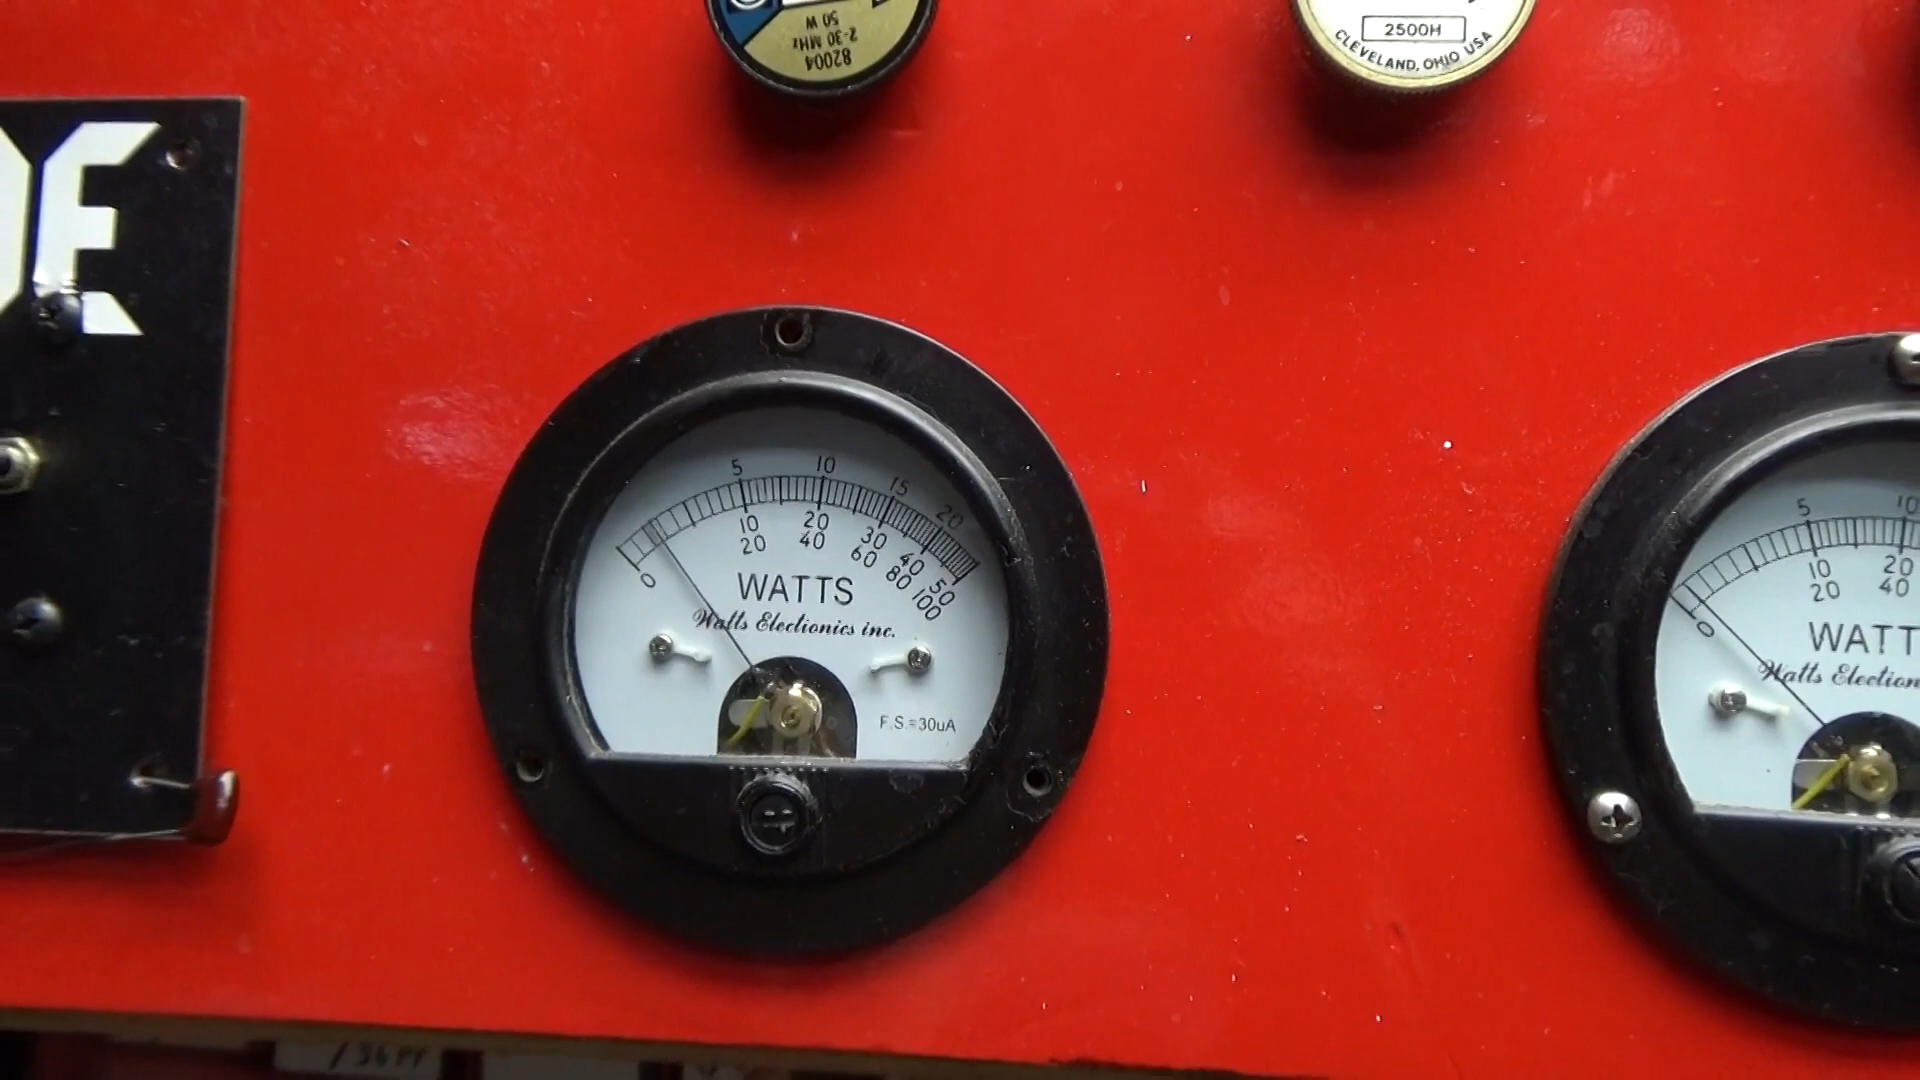 50 W
2-30 MHz
82004
2500H
CLEVELAND, OHIO USA
E
5 10 15 20
0 10 20 30 40 50
20 40 60 80 100
WATTS
Watts Electionics inc.
F.S.=30uA
5 10
0 10 20
20 40
WATT
Watts Election